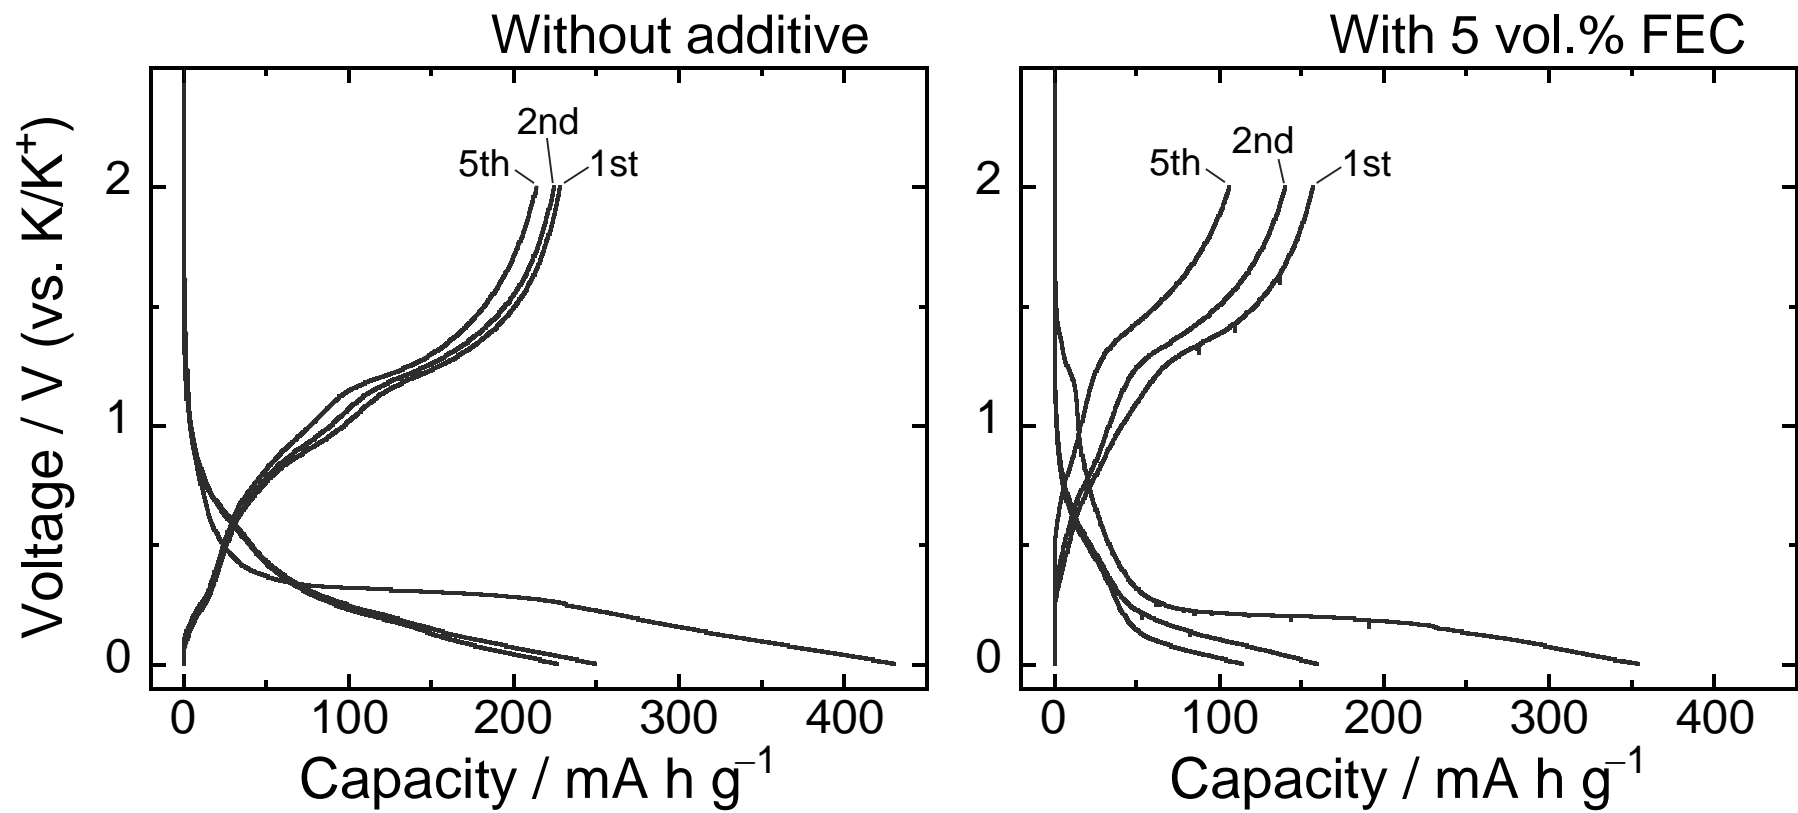 Without additive
With 5 vol.% FEC
Voltage / V (vs. K/K⁺)
2
1
0
5th
2nd
1st
0
100
200
300
400
Capacity / mA h g⁻¹
2
1
0
5th
2nd
1st
0
100
200
300
400
Capacity / mA h g⁻¹